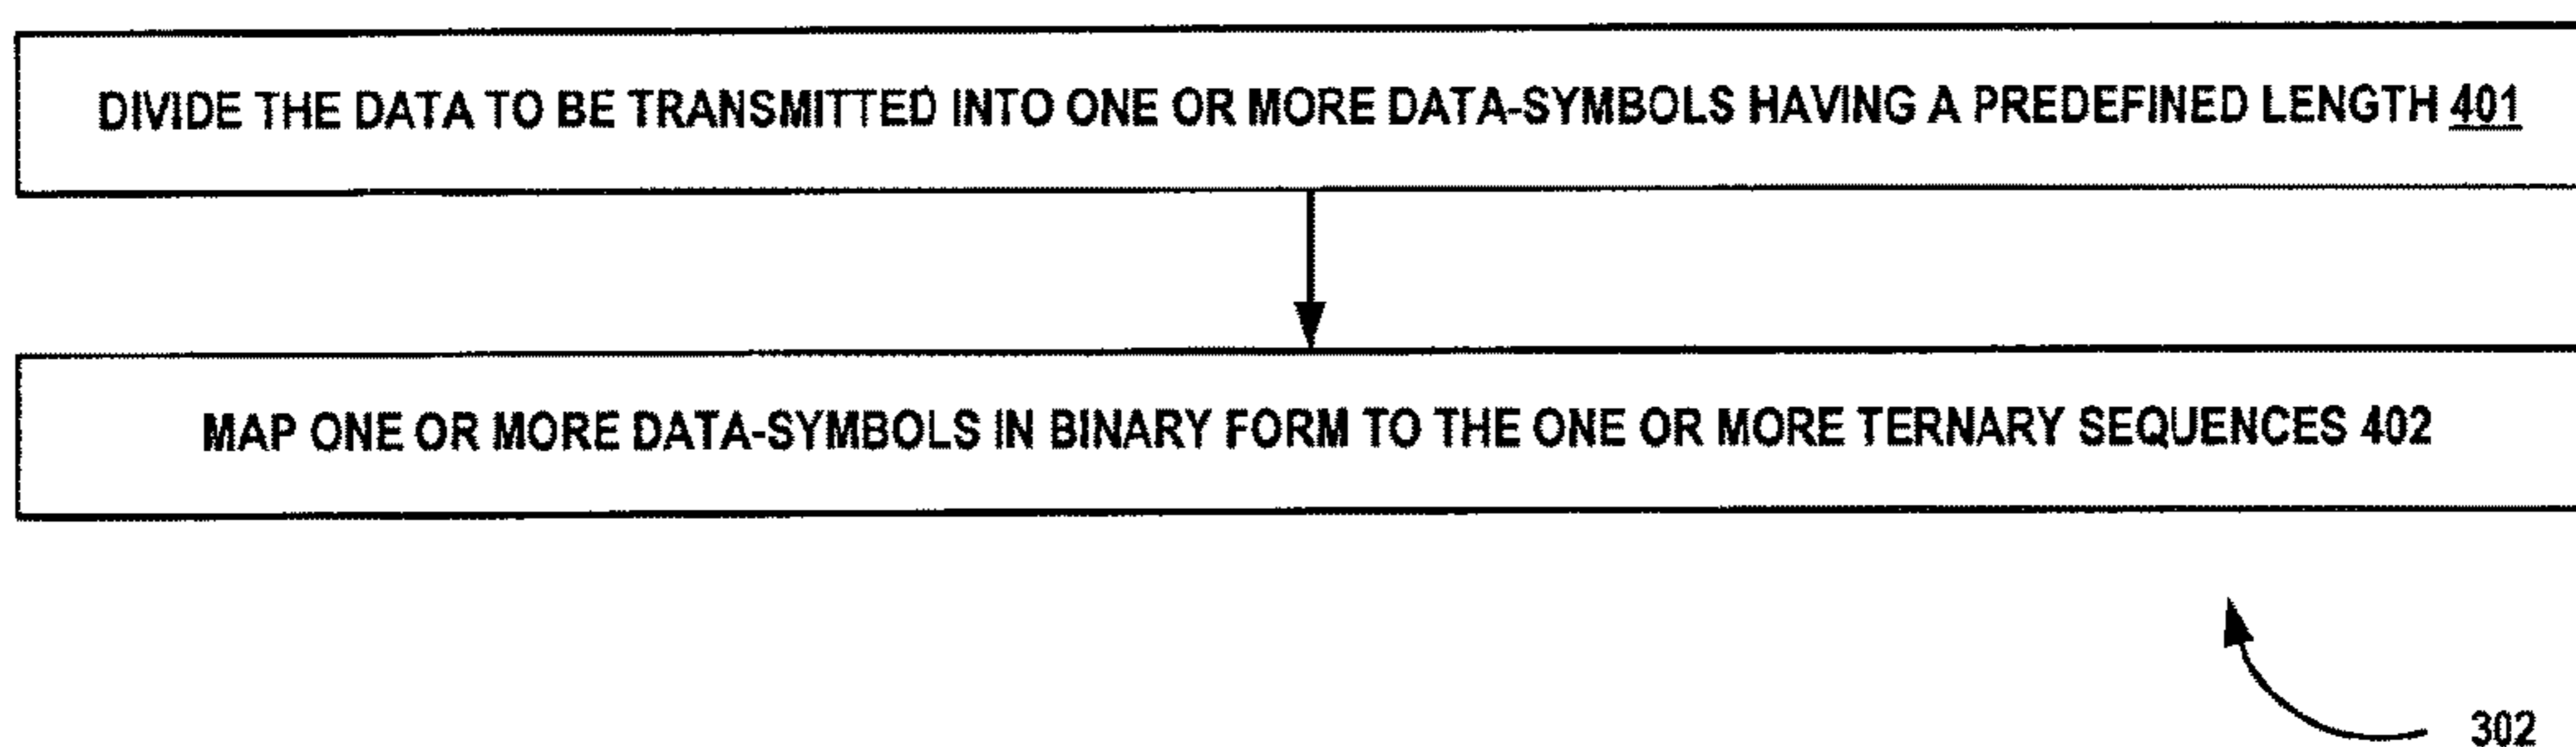 DIVIDE THE DATA TO BE TRANSMITTED INTO ONE OR MORE DATA-SYMBOLS HAVING A PREDEFINED LENGTH 401
MAP ONE OR MORE DATA-SYMBOLS IN BINARY FORM TO THE ONE OR MORE TERNARY SEQUENCES 402
302